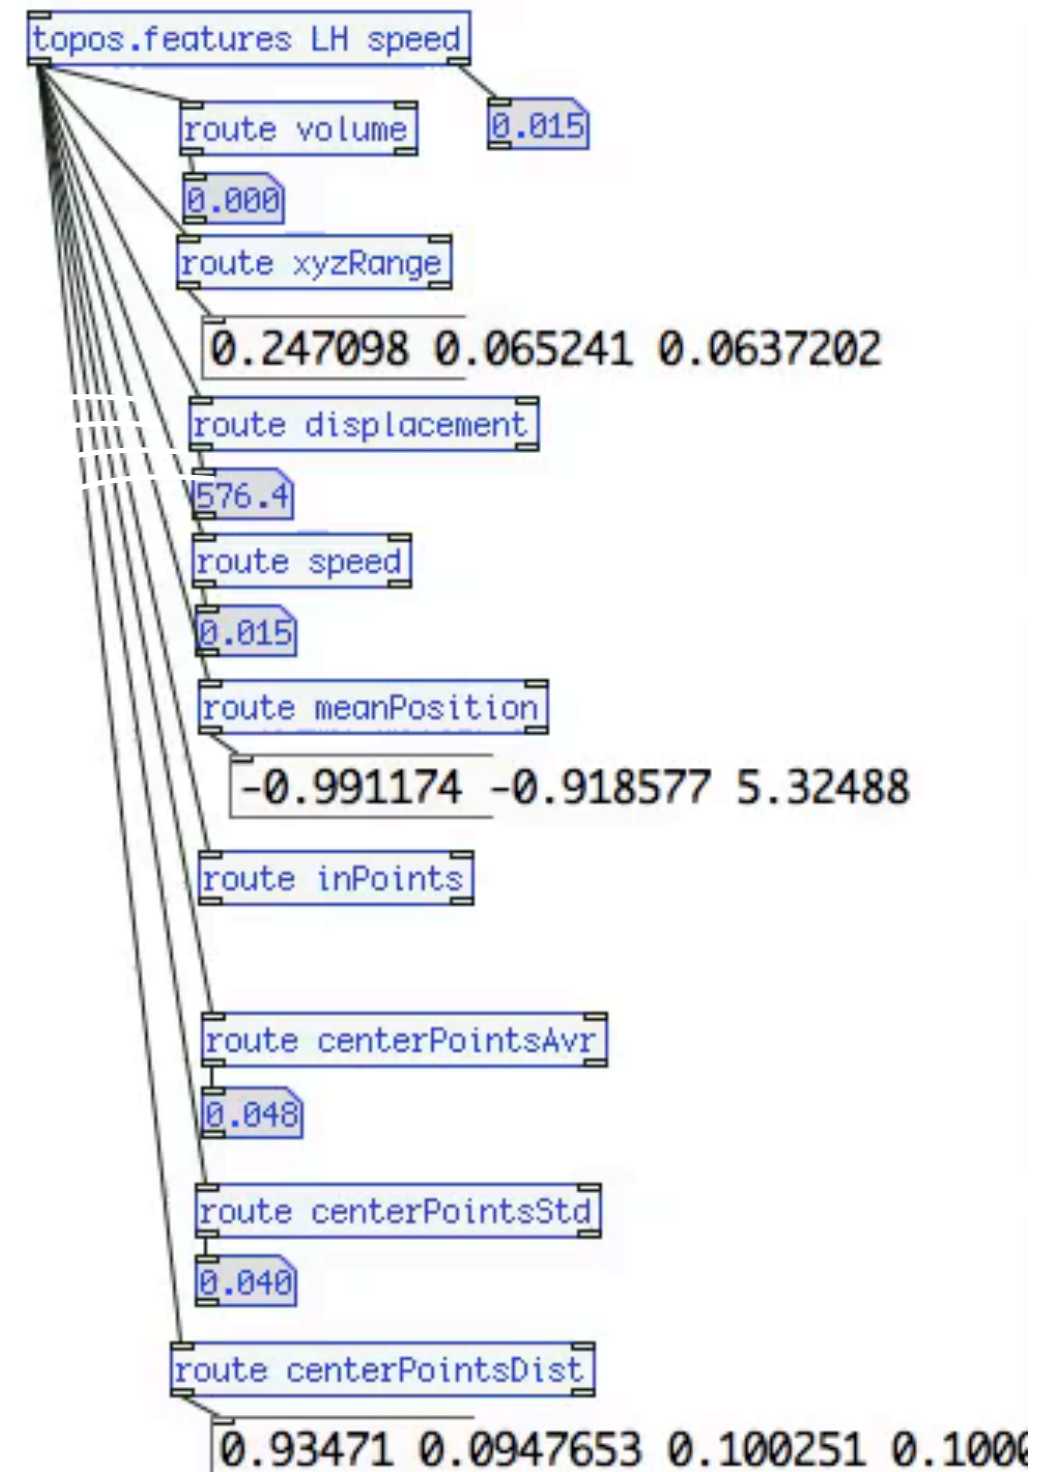 topos.features LH speed
route volume
0.015
0.000
route xyzRange
0.247098 0.065241 0.0637202
route displacement
576.4
route speed
0.015
route meanPosition
-0.991174 -0.918577 5.32488
route inPoints
route centerPointsAvr
0.048
route centerPointsStd
0.040
route centerPointsDist
0.93471 0.0947653 0.100251 0.1000